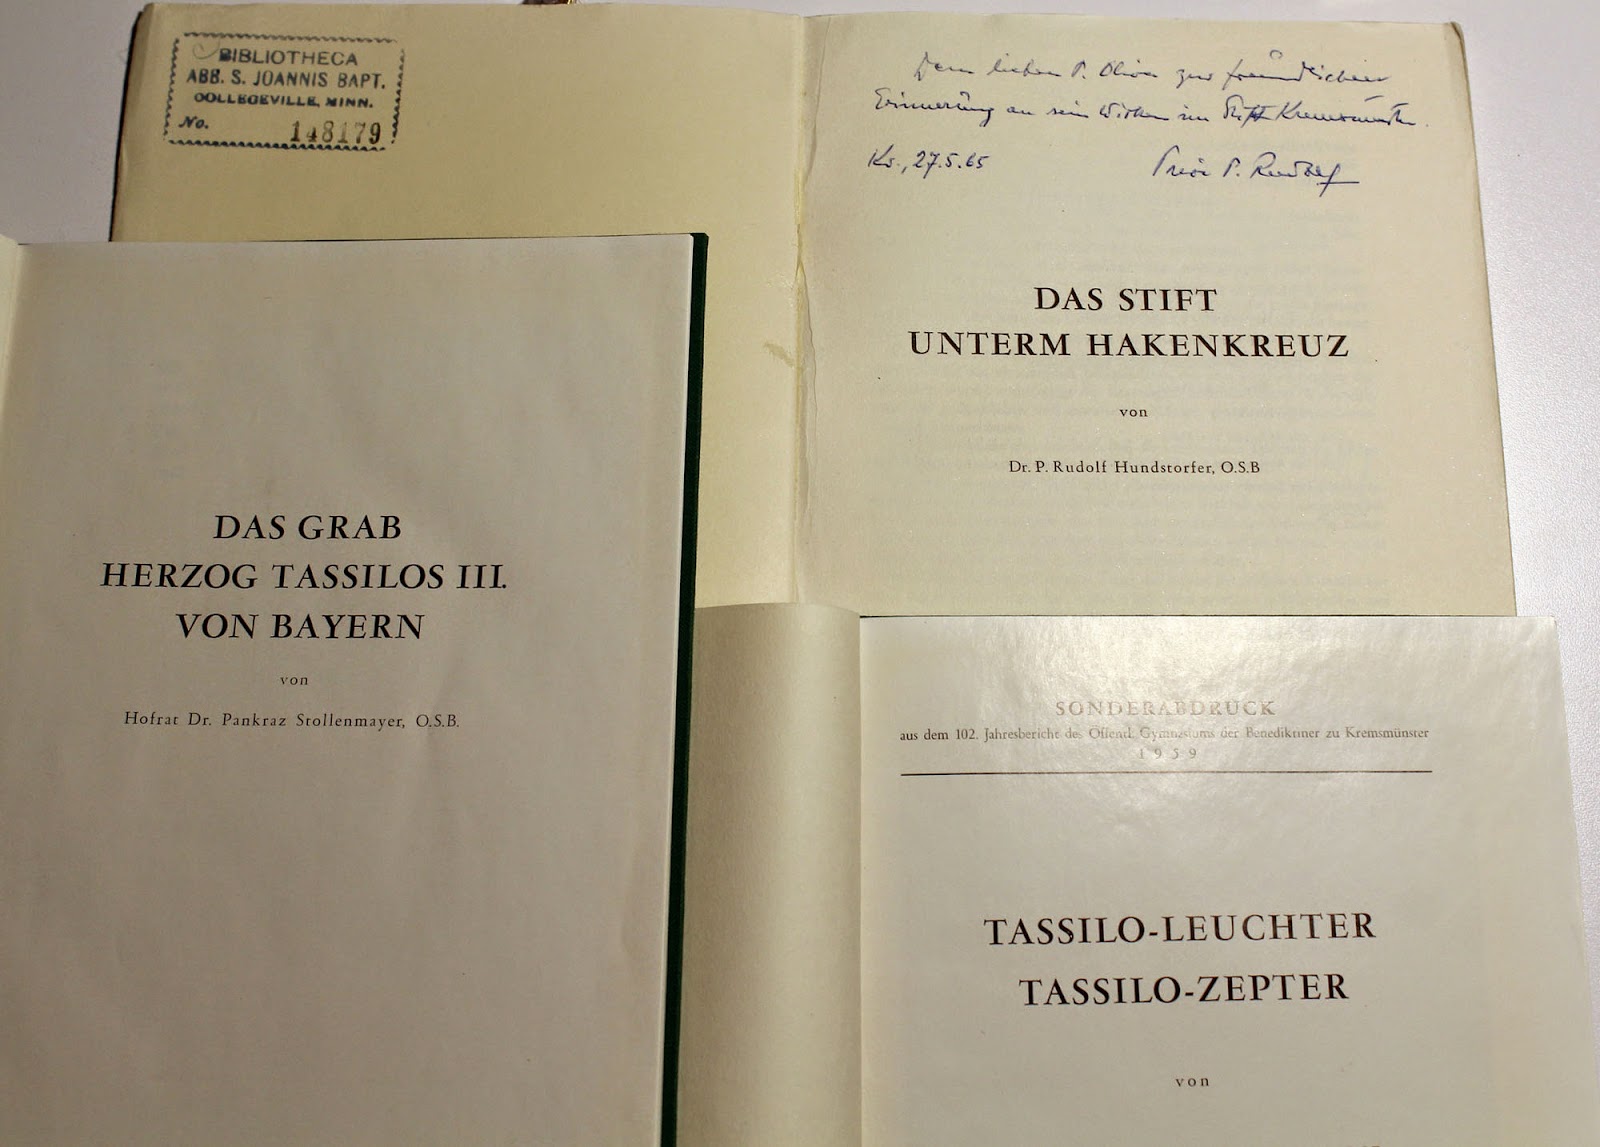 BIBLIOTHECA
ABB. S. JOANNIS BAPT.
COLLEGEVILLE, MINN.
No. 148179
Dem lieben P. Oliver zur freundlichen
Erinnerung an sein Wirken im Stift Kremsmünster.
Kr., 27.5.65 Prior P. Rudolf
DAS STIFT
UNTERM HAKENKREUZ
von
Dr. P. Rudolf Hundstorfer, O.S.B
DAS GRAB
HERZOG TASSILOS III.
VON BAYERN
von
Hofrat Dr. Pankraz Stollenmayer, O.S.B.
SONDERABDRUCK
aus dem 102. Jahresbericht des Öffentl. Gymnasiums der Benediktiner zu Kremsmünster
1959
TASSILO-LEUCHTER
TASSILO-ZEPTER
von